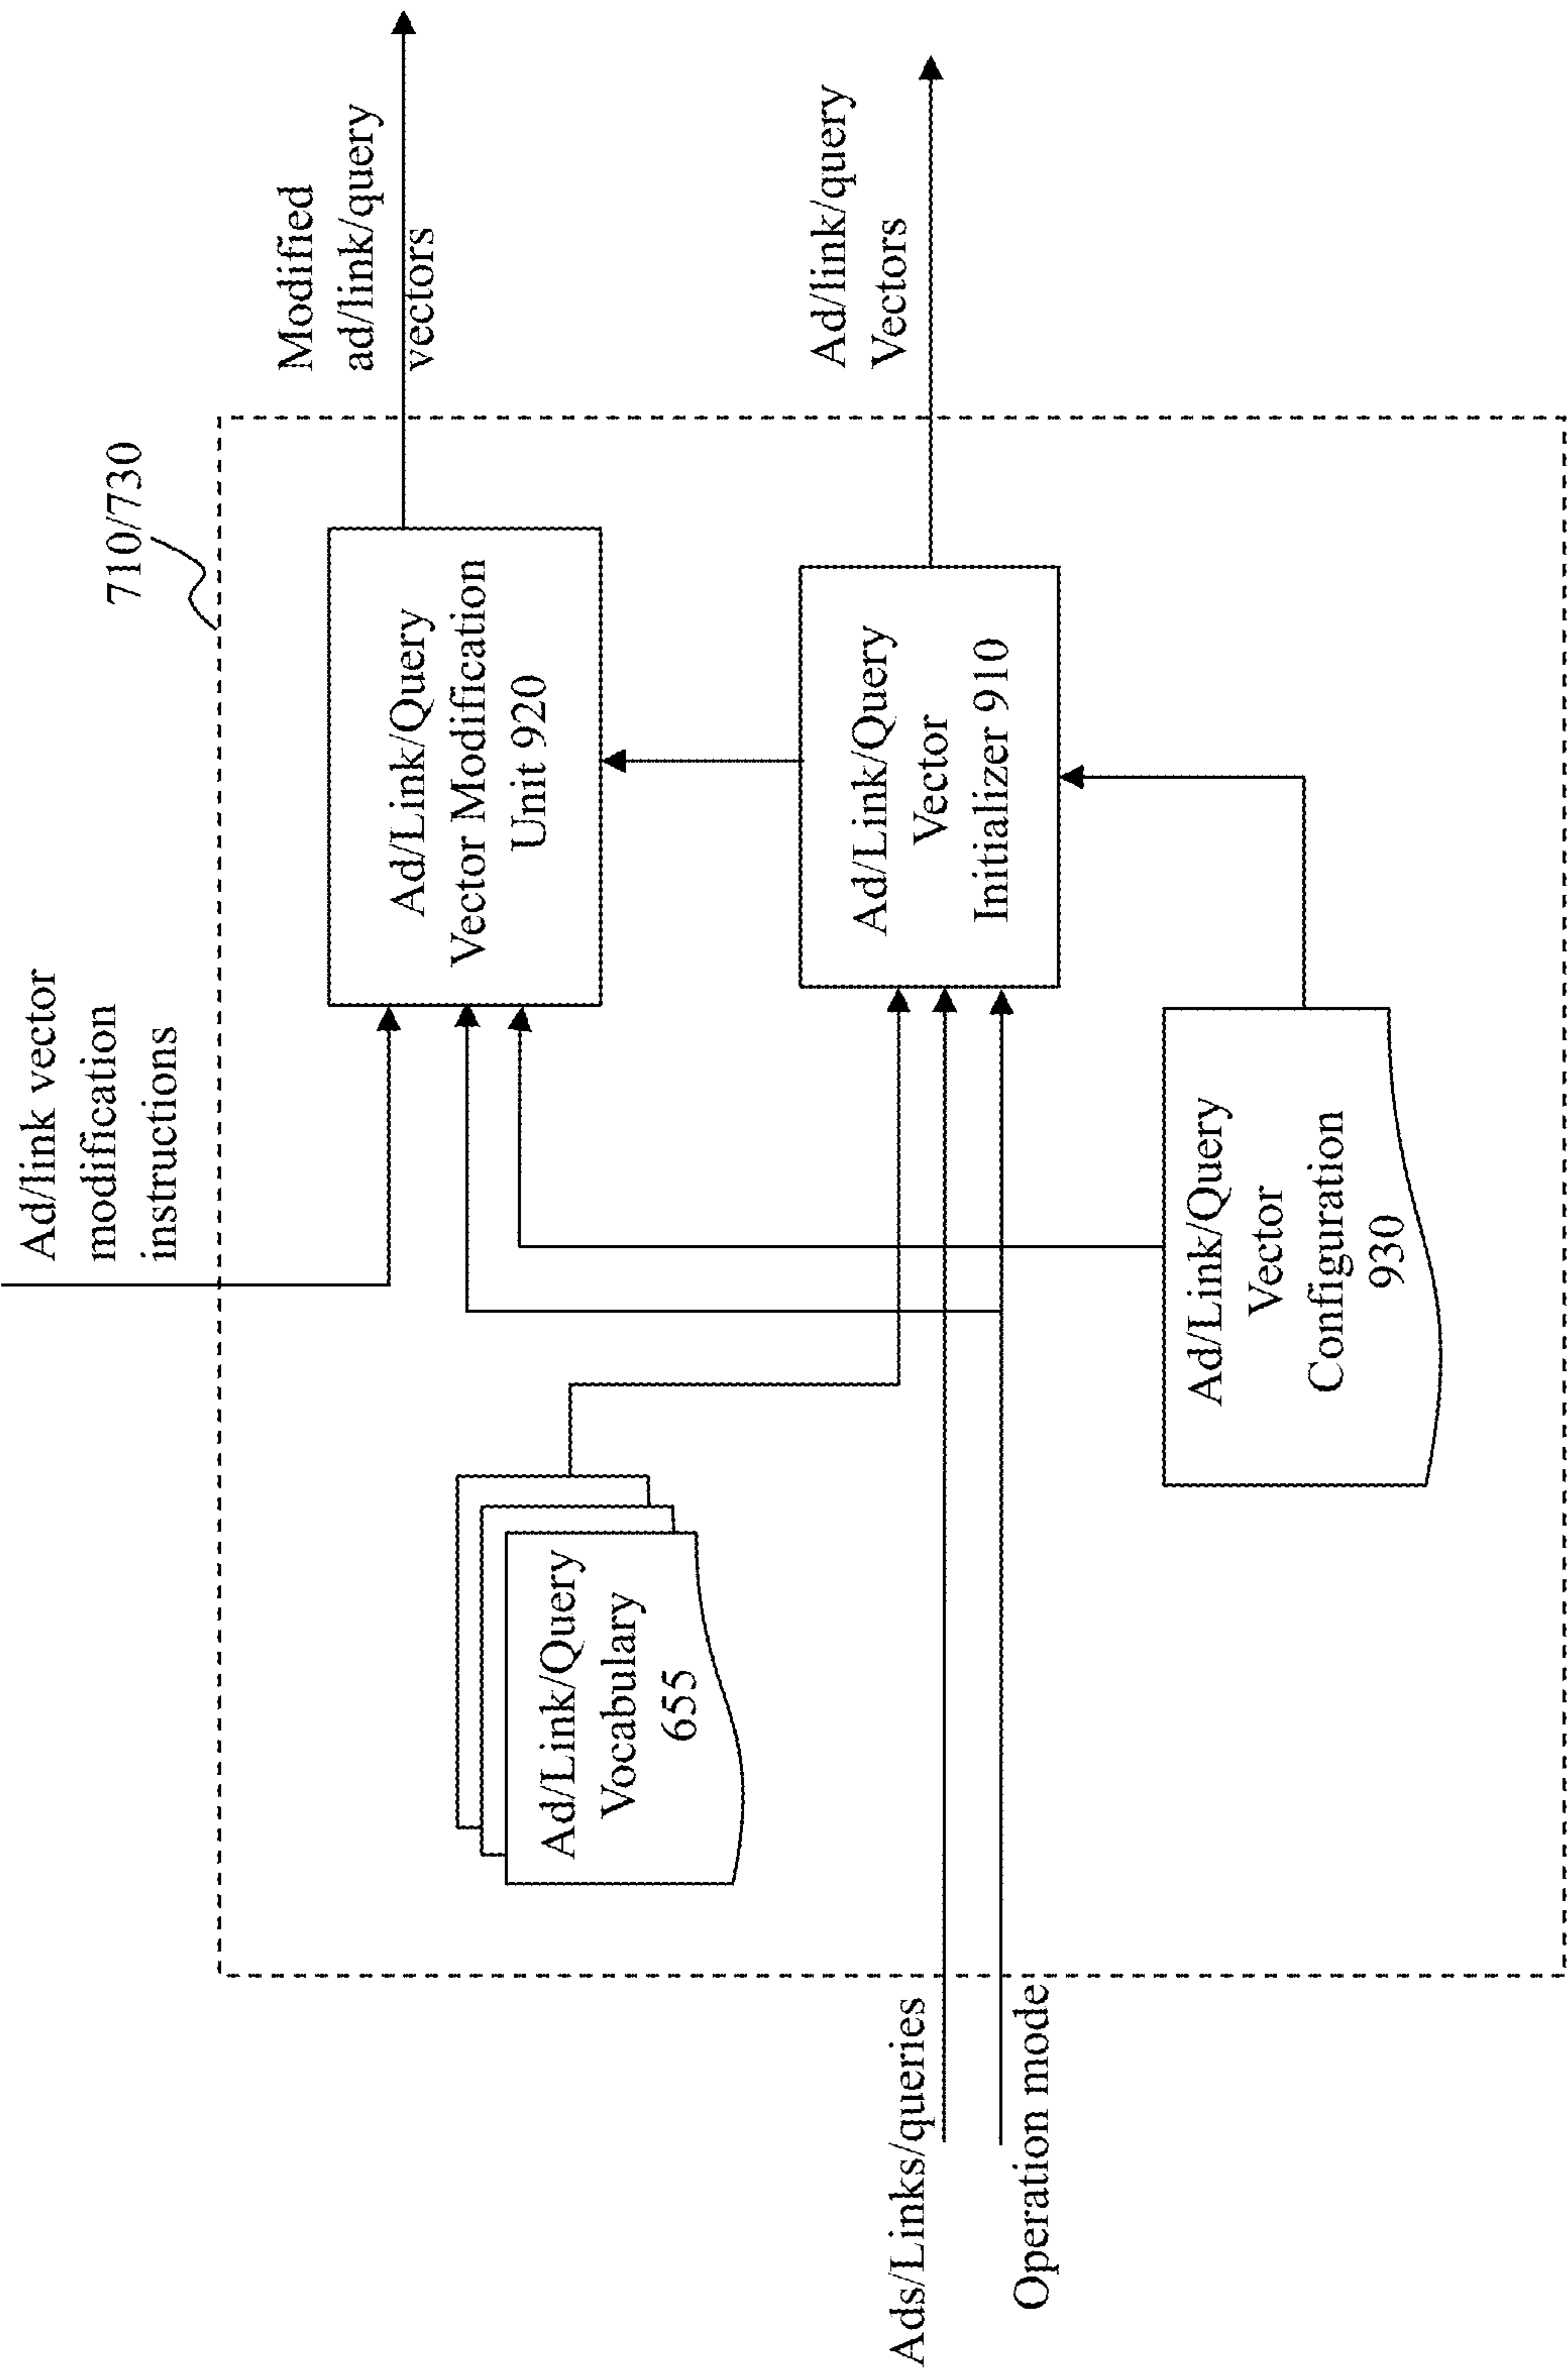 Ad/link vector
modification
instructions
710/730
Modified
ad/link/query
vectors
Ad/Link/Query
Vector Modification
Unit 920
Ad/Link/Query
Vocabulary
655
Ad/Link/Query
Vector
Initializer 910
Ad/link/query
Vectors
Ads/Links/queries
Operation mode
Ad/Link/Query
Vector
Configuration
930